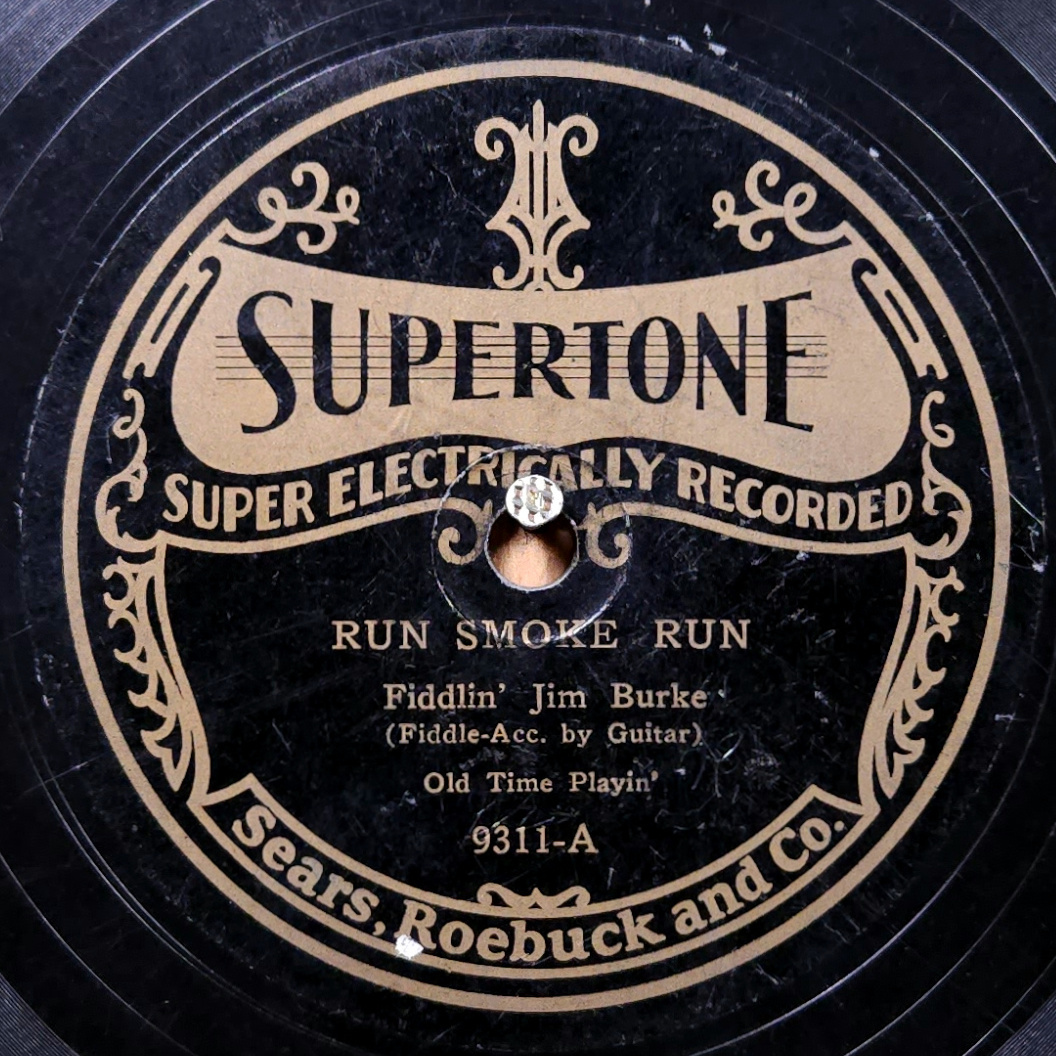 SUPERTONE
SUPER ELECTRICALLY RECORDED
RUN SMOKE RUN
Fiddlin' Jim Burke
(Fiddle-Acc. by Guitar)
Old Time Playin'
9311-A
Sears, Roebuck and Co.